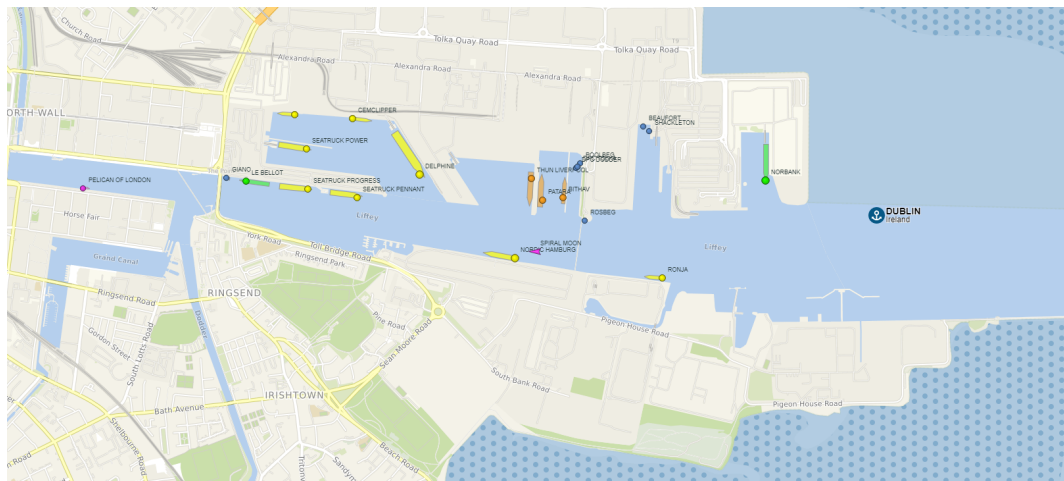 Church Road
Tolka Quay Road
Tolka Quay Road
Alexandra Road
Alexandra Road
ORTH-WALL
CEMCLIPPER
BEAUFORT
SHACKLETON
SEATRUCK POWER
DELPHINE
THUN LIVERPOOL
NORBANK
GIANO
LE BELLOT
PELICAN OF LONDON
SEATRUCK PROGRESS
SEATRUCK PENNANT
PATARA
BITHAV
ROSBEG
DUBLIN
Ireland
Horse Fair
Liffey
Liffey
York Road
Toll Bridge Road
Ringsend Park
SPIRAL MOON
NORDIC HAMBURG
Grand Canal
RONJA
RINGSEND
Ringsend Road
Dodder
Pine Road
Sean Moore Road
Pigeon House Road
Gordon Street
South Lotts Road
South Bank Road
IRISHTOWN
Bath Avenue
Pigeon House Road
Shelbourne Road
Beach Road